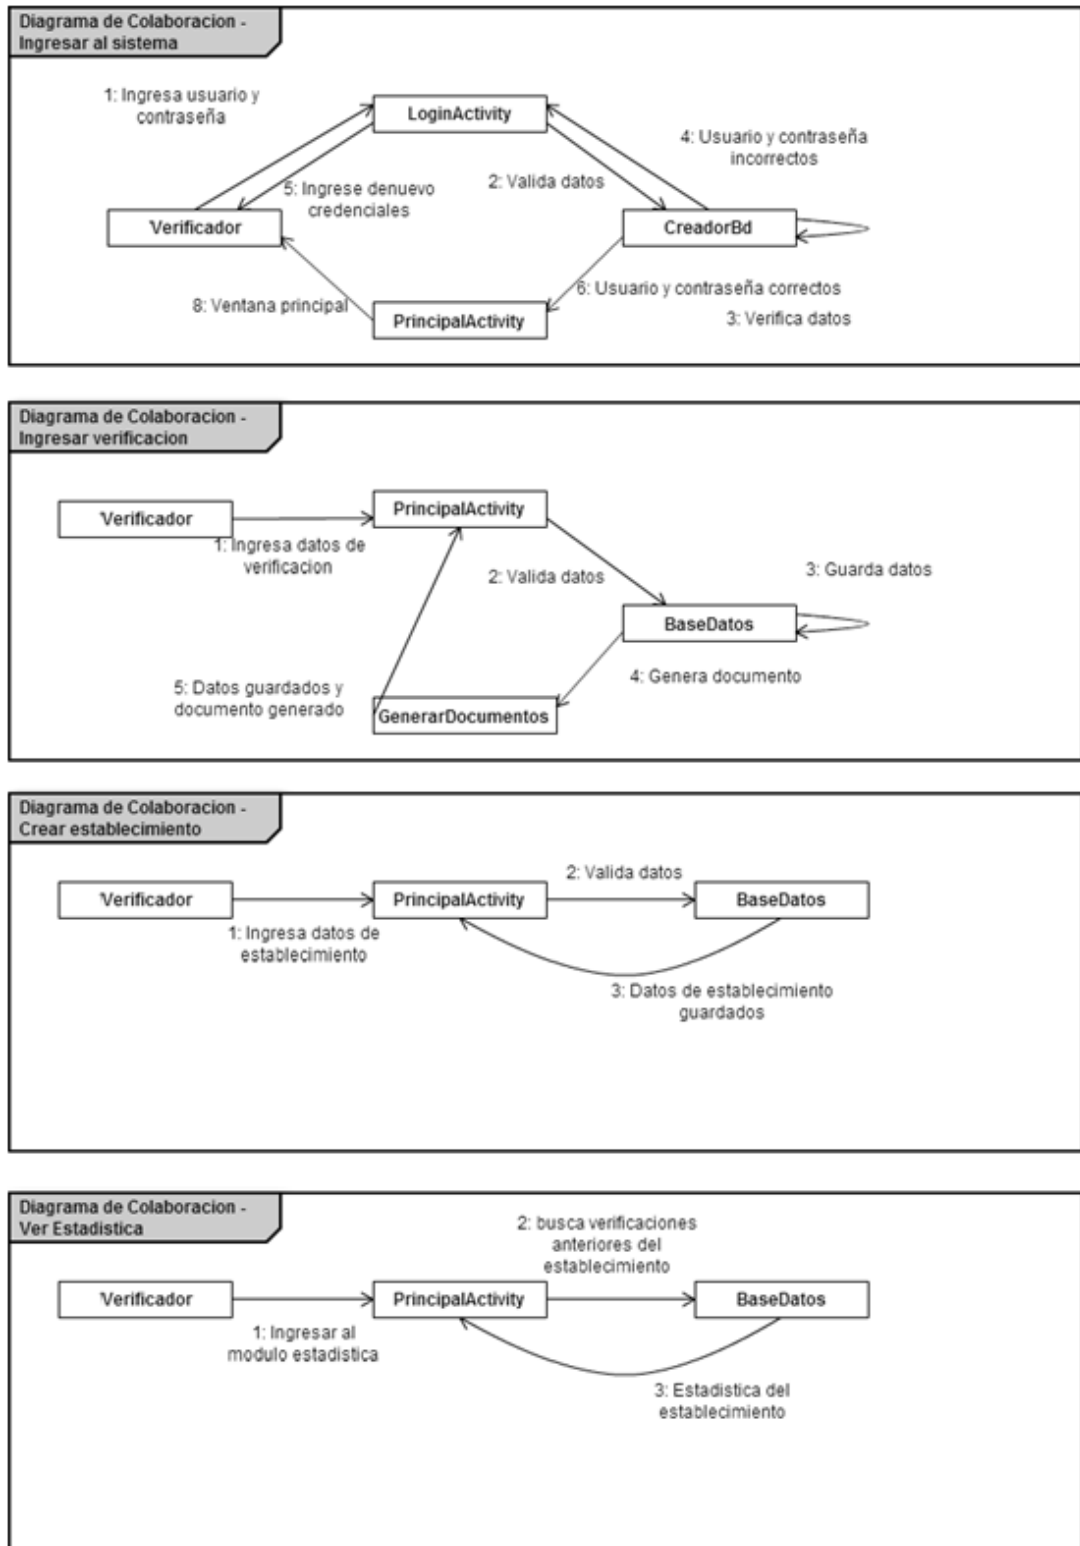 Diagrama de Colaboracion -
Ingresar al sistema
1: Ingresa usuario y
contraseña
LoginActivity
4: Usuario y contraseña
incorrectos
5: Ingrese denuevo
credenciales
2: Valida datos
Verificador
CreadorBd
8: Ventana principal
6: Usuario y contraseña correctos
PrincipalActivity
3: Verifica datos
Diagrama de Colaboracion -
Ingresar verificacion
Verificador
PrincipalActivity
1: Ingresa datos de
verificacion
2: Valida datos
3: Guarda datos
BaseDatos
4: Genera documento
5: Datos guardados y
documento generado
GenerarDocumentos
Diagrama de Colaboracion -
Crear establecimiento
2: Valida datos
Verificador
PrincipalActivity
BaseDatos
1: Ingresa datos de
establecimiento
3: Datos de establecimiento
guardados
Diagrama de Colaboracion -
Ver Estadistica
2: busca verificaciones
anteriores del
establecimiento
Verificador
PrincipalActivity
BaseDatos
1: Ingresar al
modulo estadistica
3: Estadistica del
establecimiento